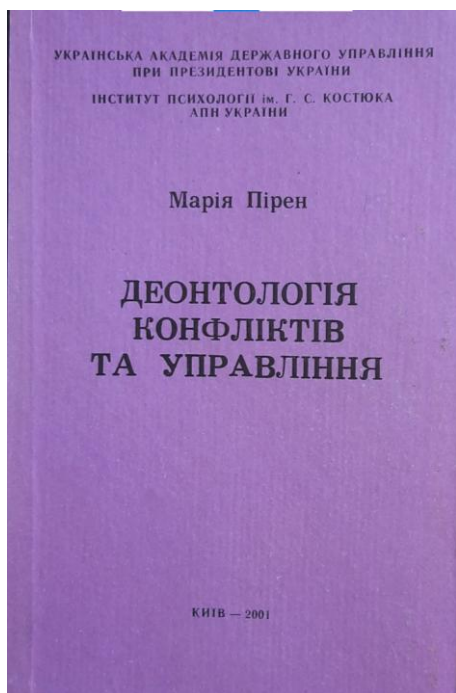 УКРАЇНСЬКА АКАДЕМІЯ ДЕРЖАВНОГО УПРАВЛІННЯ
ПРИ ПРЕЗИДЕНТОВІ УКРАЇНИ
ІНСТИТУТ ПСИХОЛОГІЇ ім. Г. С. КОСТЮКА
АПН УКРАЇНИ
Марія Пірен
ДЕОНТОЛОГІЯ
КОНФЛІКТІВ
ТА УПРАВЛІННЯ
КИЇВ — 2001